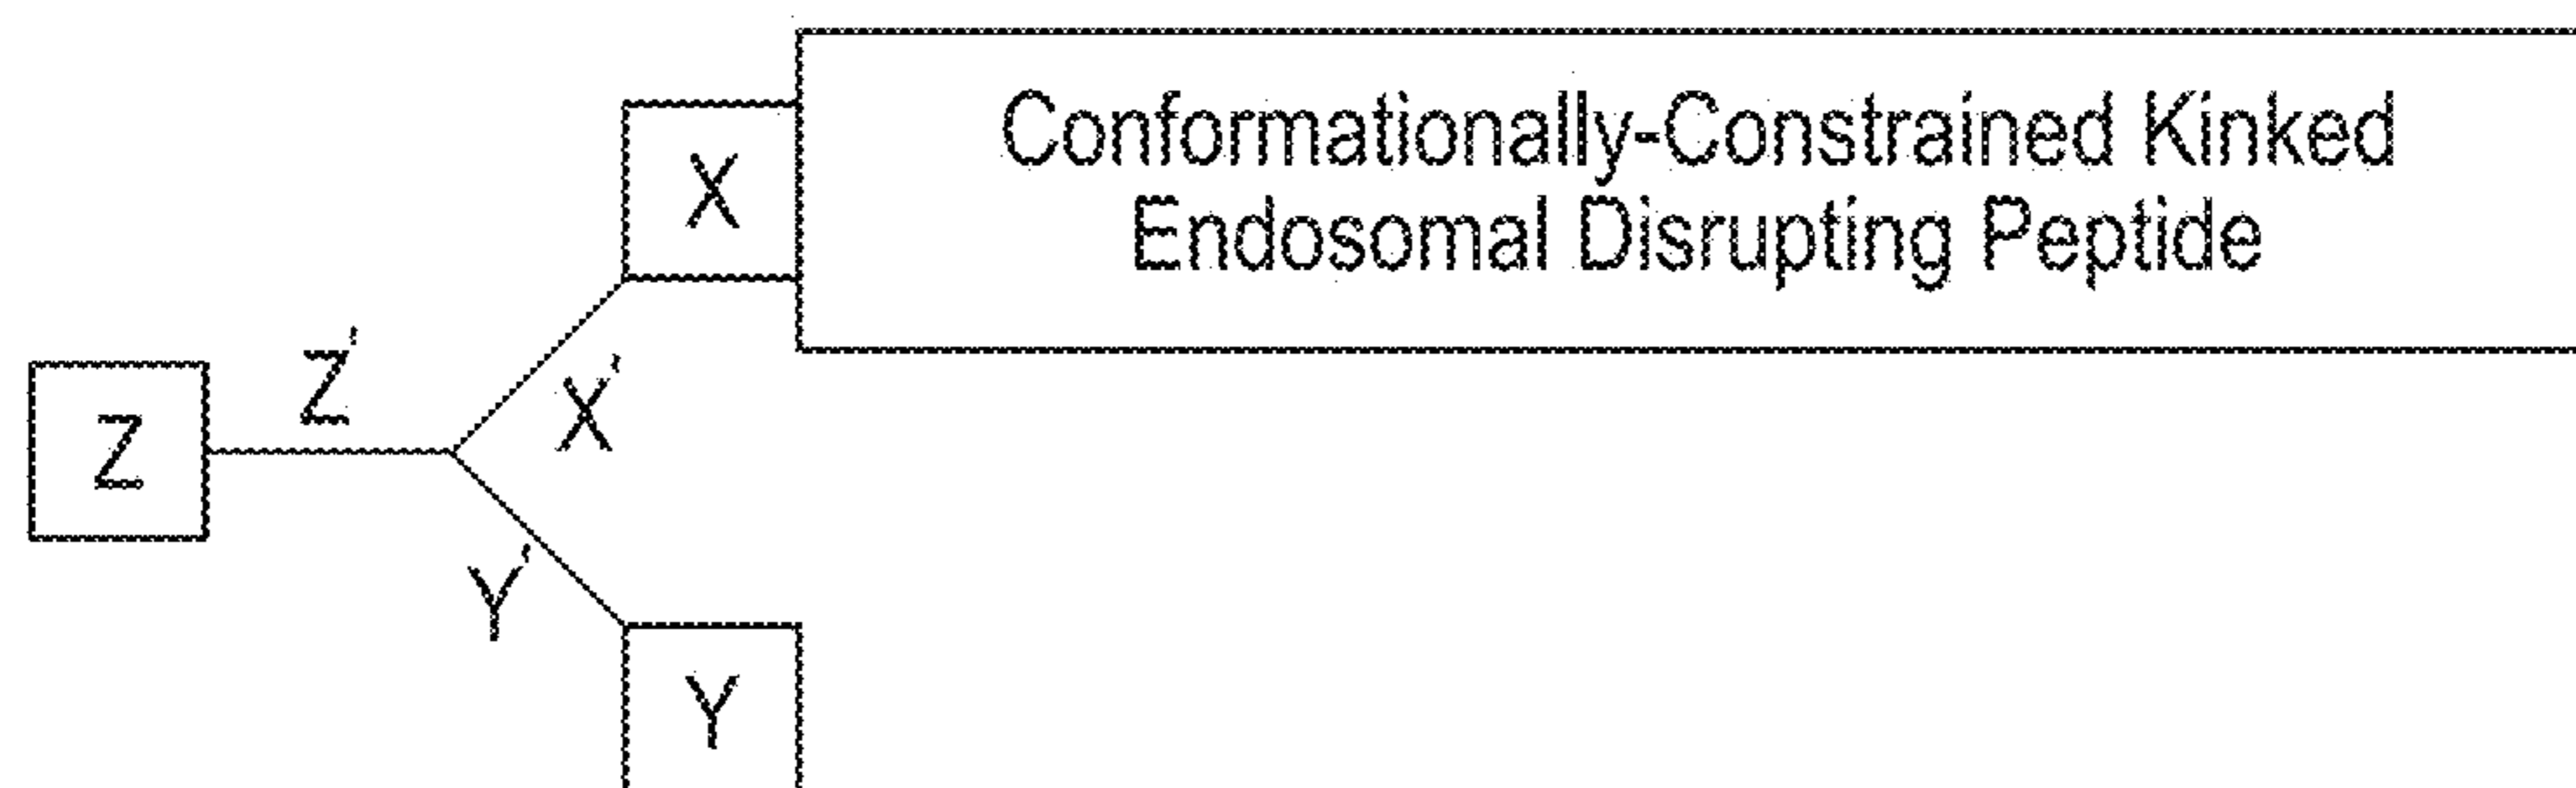 Conformationally-Constrained Kinked
Endosomal Disrupting Peptide
X
Z'
X'
Z
Y'
Y